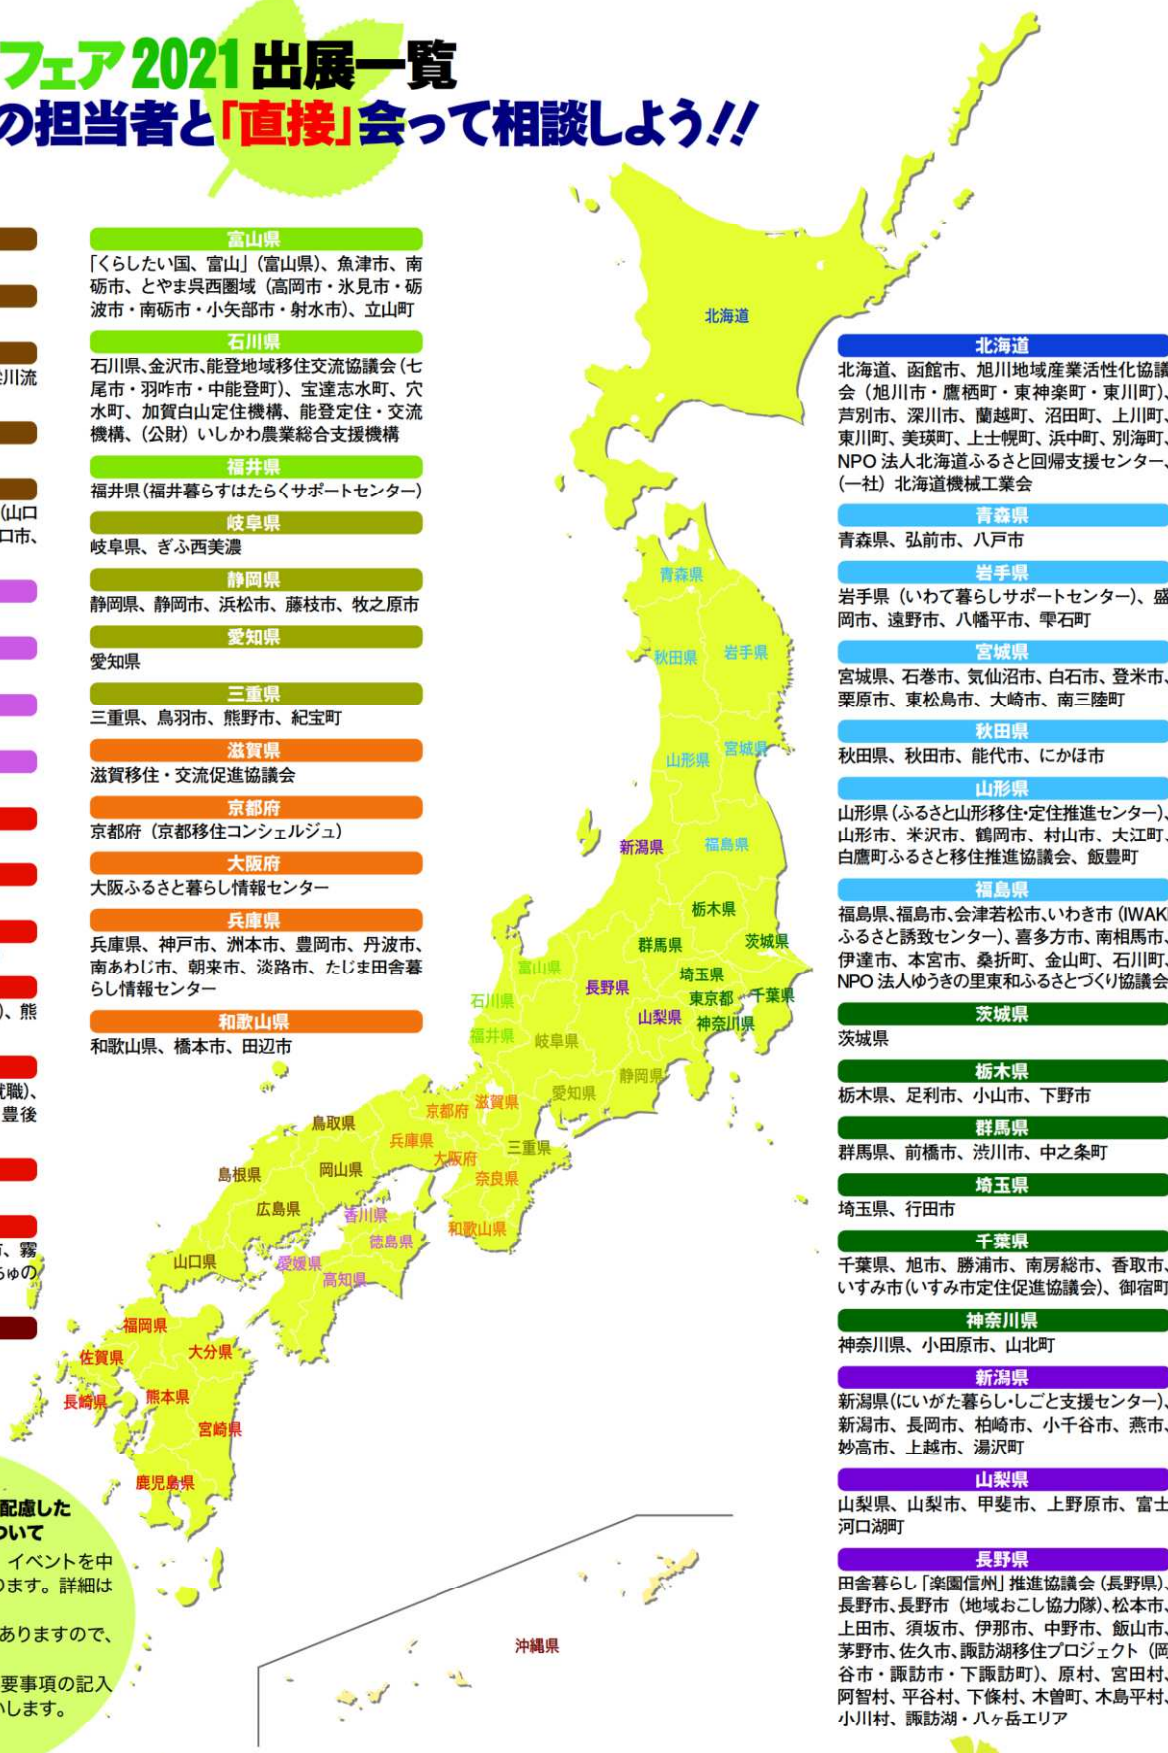 フェア2021出展一覧
の担当者と「直接」会って相談しよう!!
富山県
「くらしたい国、富山」(富山県)、魚津市、南
砺市、とやま呉西圏域(高岡市・氷見市・砺
波市・南砺市・小矢部市・射水市)、立山町
石川県
石川県、金沢市、能登地域移住交流協議会(七
尾市・羽咋市・中能登町)、宝達志水町、穴
水町、加賀白山定住機構、能登定住・交流
機構、(公財)いしかわ農業総合支援機構
福井県
福井県(福井暮らすはたらくサポートセンター)
岐阜県
岐阜県、ぎふ西美濃
静岡県
静岡県、静岡市、浜松市、藤枝市、牧之原市
愛知県
愛知県
三重県
三重県、鳥羽市、熊野市、紀宝町
滋賀県
滋賀移住・交流促進協議会
京都府
京都府(京都移住コンシェルジュ)
大阪府
大阪ふるさと暮らし情報センター
兵庫県
兵庫県、神戸市、洲本市、豊岡市、丹波市、
南あわじ市、朝来市、淡路市、たじま田舎暮
らし情報センター
和歌山県
和歌山県、橋本市、田辺市
川流
(山口
口市、
)、熊
就職)、
豊後
市、霧
ちゅの
配慮した
ついて
イベントを中
ります。詳細は
ありますので、
要事項の記入
いします。
北海道
青森県
秋田県
岩手県
山形県
宮城県
新潟県
福島県
栃木県
群馬県
茨城県
富山県
長野県
埼玉県
石川県
東京都
千葉県
山梨県
神奈川県
福井県
岐阜県
静岡県
愛知県
滋賀県
京都府
鳥取県
兵庫県
三重県
大阪府
島根県
岡山県
奈良県
広島県
香川県
和歌山県
徳島県
山口県
愛媛県
高知県
福岡県
佐賀県
大分県
長崎県
熊本県
宮崎県
鹿児島県
沖縄県
北海道
北海道、函館市、旭川地域産業活性化協議
会(旭川市・鷹栖町・東神楽町・東川町)、
芦別市、深川市、蘭越町、沼田町、上川町、
東川町、美瑛町、上士幌町、浜中町、別海町、
NPO法人北海道ふるさと回帰支援センター、
(一社)北海道機械工業会
青森県
青森県、弘前市、八戸市
岩手県
岩手県(いわて暮らしサポートセンター)、盛
岡市、遠野市、八幡平市、雫石町
宮城県
宮城県、石巻市、気仙沼市、白石市、登米市、
栗原市、東松島市、大崎市、南三陸町
秋田県
秋田県、秋田市、能代市、にかほ市
山形県
山形県(ふるさと山形移住・定住推進センター)、
山形市、米沢市、鶴岡市、村山市、大江町、
白鷹町ふるさと移住推進協議会、飯豊町
福島県
福島県、福島市、会津若松市、いわき市(IWAKI
ふるさと誘致センター)、喜多方市、南相馬市、
伊達市、本宮市、桑折町、金山町、石川町、
NPO法人ゆうきの里東和ふるさとづくり協議会
茨城県
茨城県
栃木県
栃木県、足利市、小山市、下野市
群馬県
群馬県、前橋市、渋川市、中之条町
埼玉県
埼玉県、行田市
千葉県
千葉県、旭市、勝浦市、南房総市、香取市、
いすみ市(いすみ市定住促進協議会)、御宿町
神奈川県
神奈川県、小田原市、山北町
新潟県
新潟県(にいがた暮らし・しごと支援センター)、
新潟市、長岡市、柏崎市、小千谷市、燕市、
妙高市、上越市、湯沢町
山梨県
山梨県、山梨市、甲斐市、上野原市、富士
河口湖町
長野県
田舎暮らし「楽園信州」推進協議会(長野県)、
長野市、長野市(地域おこし協力隊)、松本市、
上田市、須坂市、伊那市、中野市、飯山市、
茅野市、佐久市、諏訪湖移住プロジェクト(岡
谷市・諏訪市・下諏訪町)、原村、宮田村、
阿智村、平谷村、下條村、木曽町、木島平村、
小川村、諏訪湖・八ヶ岳エリア